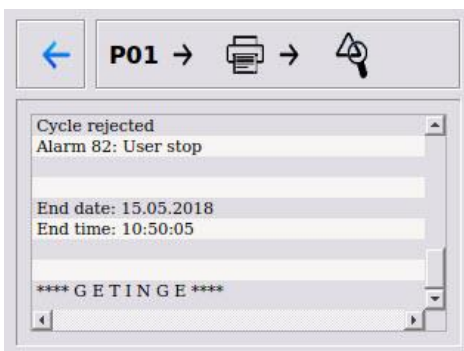 P01 → →
Cycle rejected
Alarm 82: User stop
End date: 15.05.2018
End time: 10:50:05
**** G E T I N G E ****